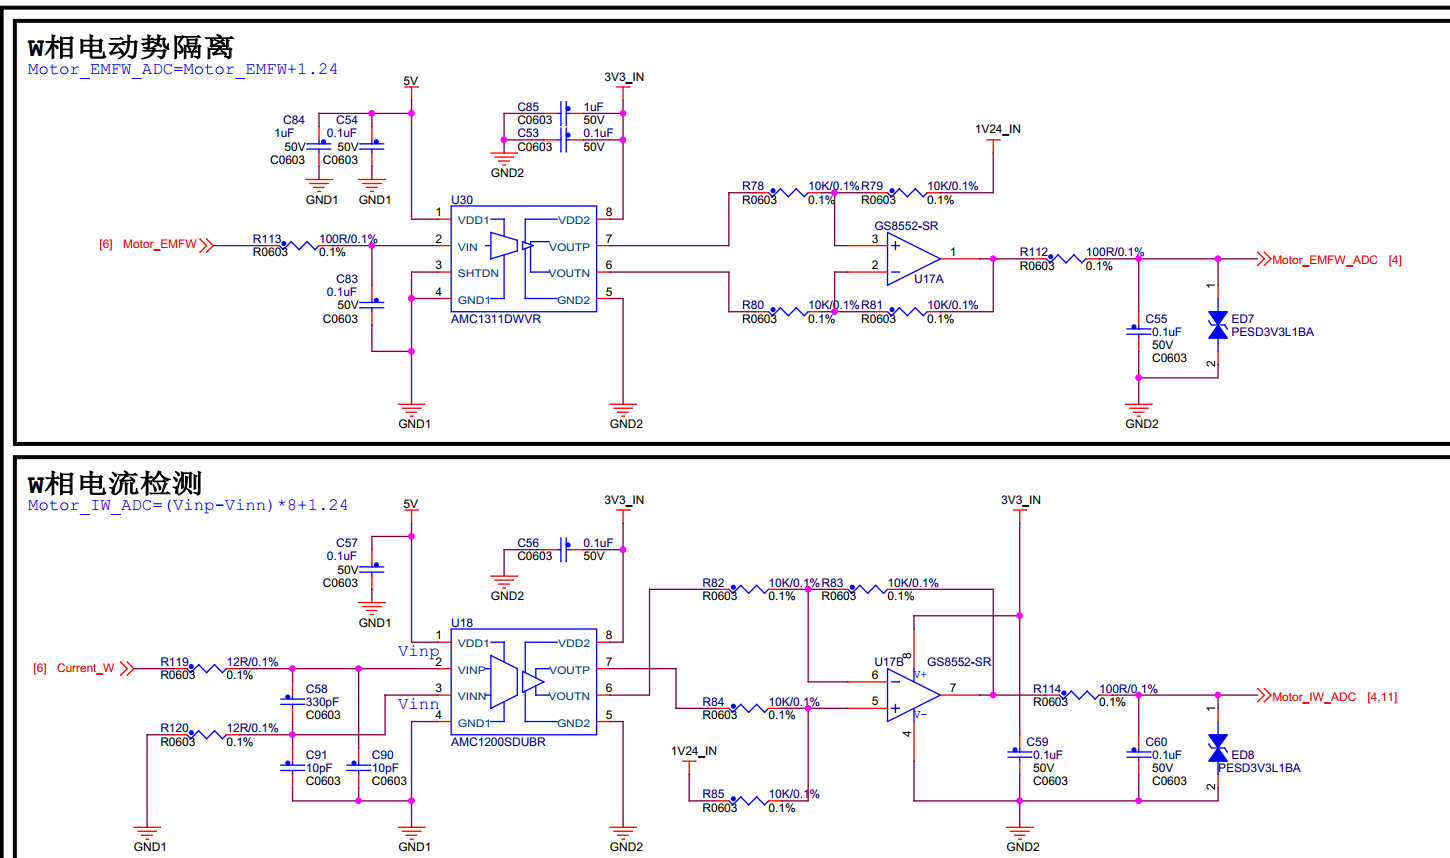 W相电动势隔离
Motor_EMFW_ADC=Motor_EMFW+1.24
5V
3V3_IN
C84
1uF
50V
C0603
C54
0.1uF
50V
C0603
GND1
GND1
C85
C0603
1uF
50V
C53
C0603
0.1uF
50V
GND2
1V24_IN
U30
1
VDD1
VDD2
8
2
VIN
VOUTP
7
3
SHTDN
VOUTN
6
4
GND1
GND2
5
AMC1311DWVR
[6]
Motor_EMFW
R113
R0603
100R/0.1%
0.1%
C83
0.1uF
50V
C0603
GND1
GND2
R78
R0603
10K/0.1%
0.1%
R79
R0603
10K/0.1%
0.1%
GS8552-SR
3
+
2
-
1
U17A
R80
R0603
10K/0.1%
0.1%
R81
R0603
10K/0.1%
0.1%
R112
R0603
100R/0.1%
0.1%
Motor_EMFW_ADC
[4]
C55
0.1uF
50V
C0603
1
ED7
PESD3V3L1BA
2
GND2
W相电流检测
Motor_IW_ADC=(Vinp-Vinn)*8+1.24
5V
3V3_IN
3V3_IN
C57
0.1uF
50V
C0603
GND1
C56
C0603
0.1uF
50V
GND2
U18
Vinp
Vinn
1
VDD1
VDD2
8
2
VINP
VOUTP
7
3
VINN
VOUTN
6
4
GND1
GND2
5
AMC1200SDUBR
[6]
Current_W
R119
R0603
12R/0.1%
0.1%
C58
330pF
C0603
R120
R0603
12R/0.1%
0.1%
C91
10pF
C0603
C90
10pF
C0603
GND1
GND1
GND2
R82
R0603
10K/0.1%
0.1%
R83
R0603
10K/0.1%
0.1%
R84
R0603
10K/0.1%
0.1%
1V24_IN
R85
R0603
10K/0.1%
0.1%
U17B
8
GS8552-SR
V+
6
-
5
+
7
V-
4
R114
R0603
100R/0.1%
0.1%
Motor_IW_ADC
[4,11]
C59
0.1uF
50V
C0603
C60
0.1uF
50V
C0603
1
ED8
PESD3V3L1BA
2
GND2